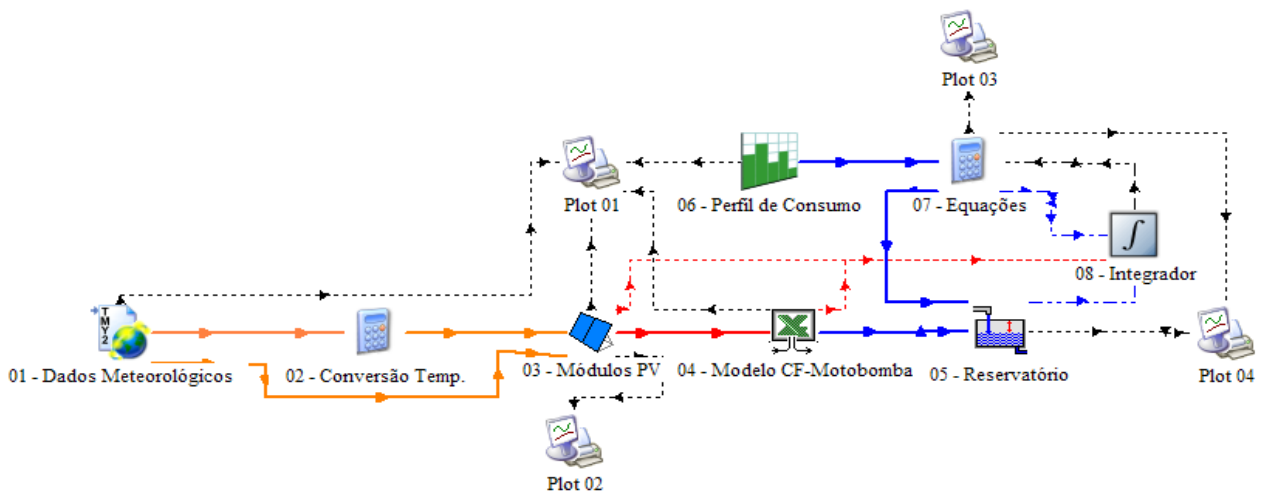 Plot 03
Plot 01
06 - Perfil de Consumo
07 - Equações
08 - Integrador
TMY2
01 - Dados Meteorológicos
02 - Conversão Temp.
03 - Módulos PV
04 - Modelo CF-Motobomba
05 - Reservatório
Plot 04
Plot 02